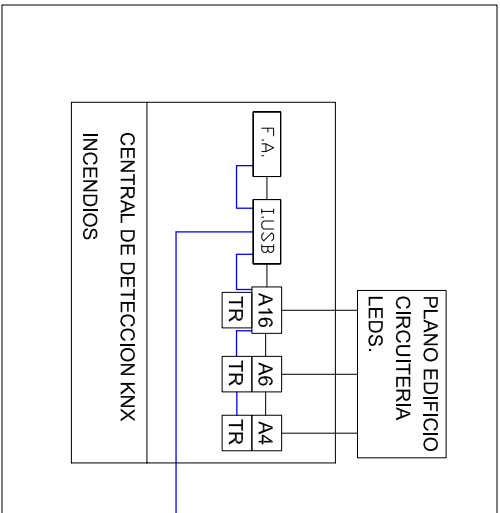 PLANO EDIFICIO
CIRCUITERIA
LEDS.
F.A.
I.USB
A16
A6
A4
TR
TR
TR
CENTRAL DE DETECCION KNX
INCENDIOS